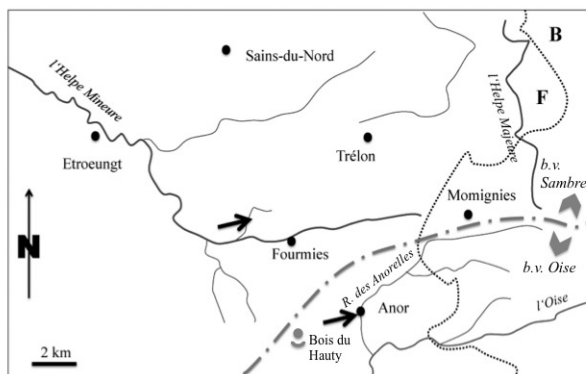 B
Sains-du-Nord
l'Helpe Mineure
l'Helpe Majeure
F
Etroeungt
Trélon
b.v.
Sambre
Momignies
N
Fourmies
b.v. Oise
R. des Anorelles
Anor
l'Oise
Bois du
Hauty
2 km